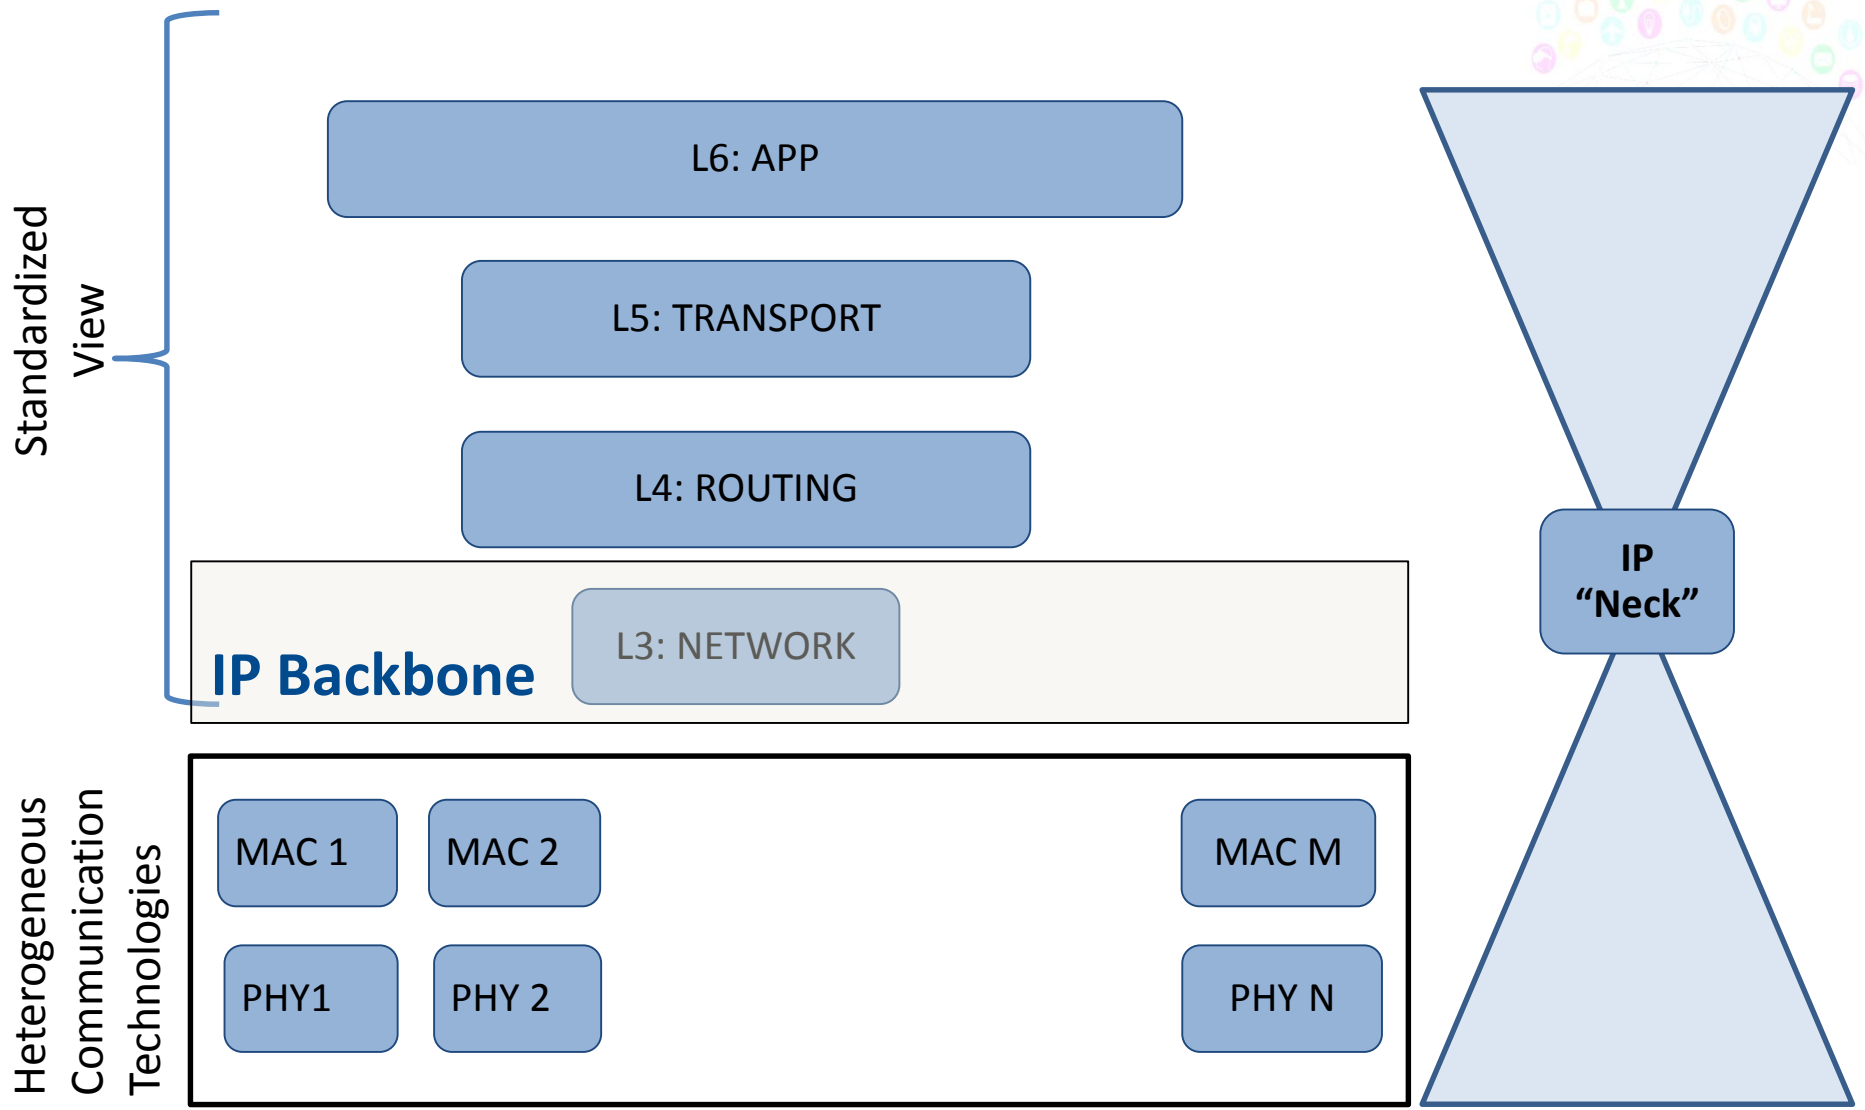 Standardized
View
L6: APP
L5: TRANSPORT
L4: ROUTING
L3: NETWORK
IP Backbone
IP
“Neck”
Heterogeneous
Communication
Technologies
MAC 1
MAC 2
MAC M
PHY1
PHY 2
PHY N